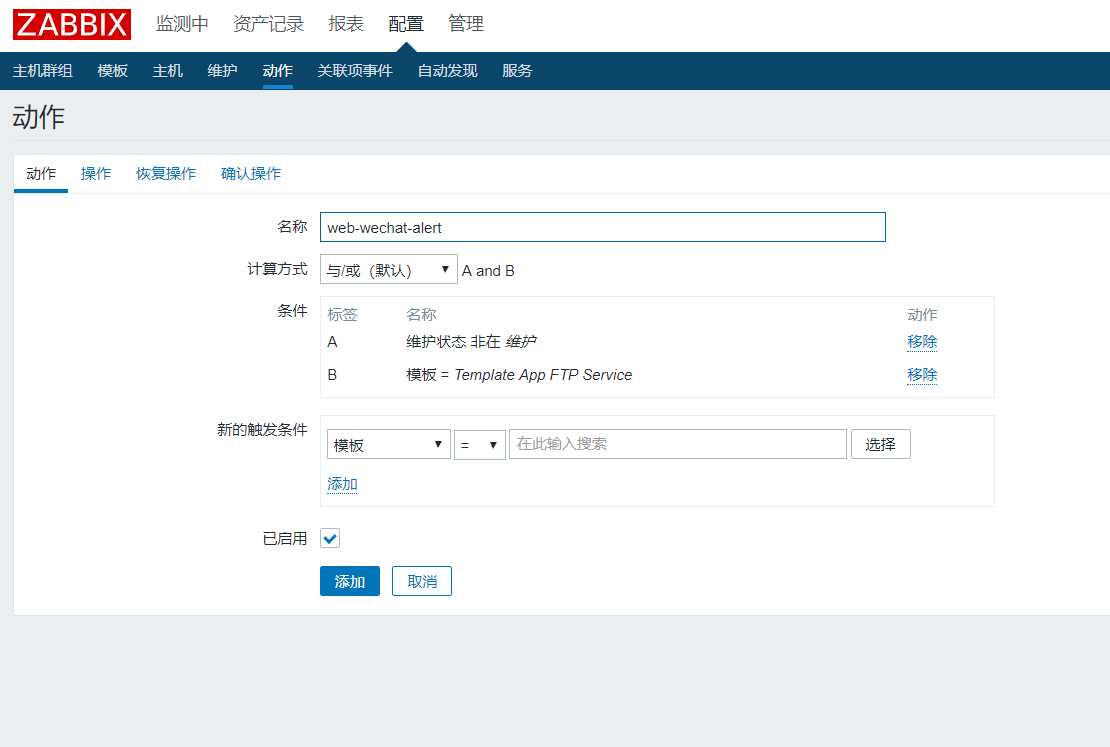 ZABBIX 监测中 资产记录 报表 配置 管理
主机群组 模板 主机 维护 动作 关联项事件 自动发现 服务
动作
动作 操作 恢复操作 确认操作
名称 web-wechat-alert
计算方式 与/或（默认） A and B
条件 标签 名称 动作
A 维护状态 非在 维护 移除
B 模板 = Template App FTP Service 移除
新的触发条件 模板 = 在此输入搜索 选择
添加
已启用
添加 取消